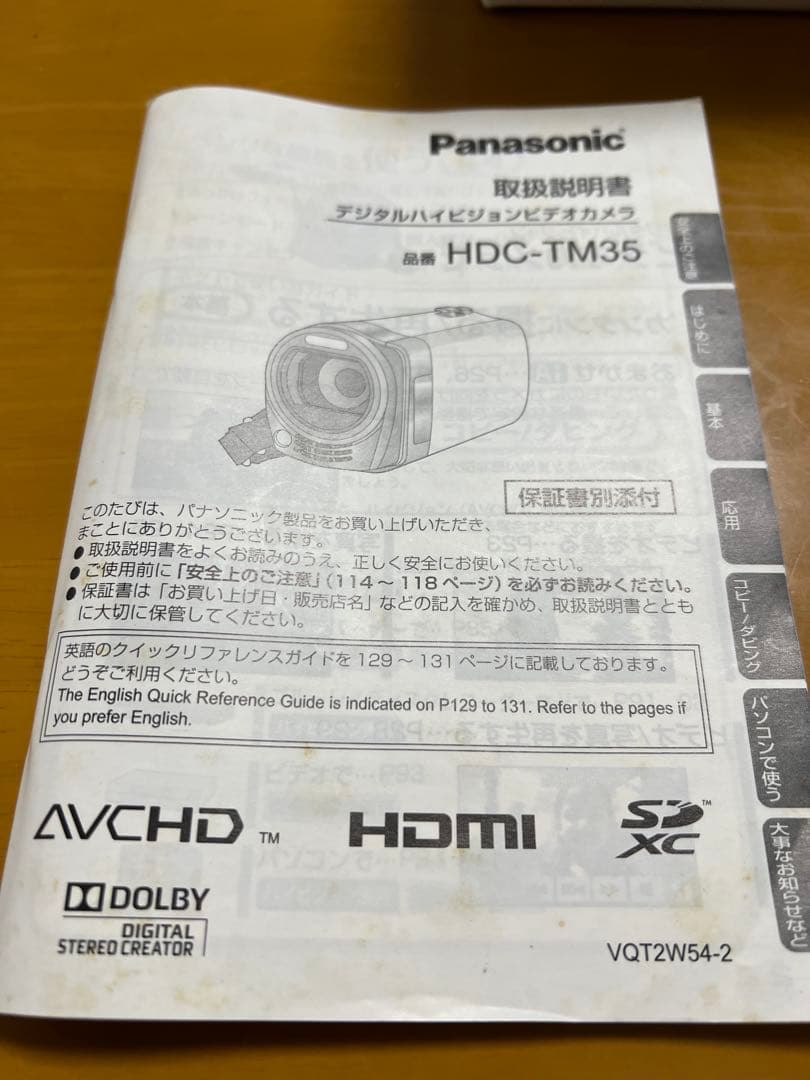 Panasonic
取扱説明書
デジタルハイビジョンビデオカメラ
品番 HDC-TM35
安全上のご注意
はじめに
基本
応用
コピー/ダビング
パソコンで使う
大事なお知らせなど
保証書別添付
このたびは、パナソニック製品をお買い上げいただき、
まことにありがとうございます。
●取扱説明書をよくお読みのうえ、正しく安全にお使いください。
●ご使用前に「安全上のご注意」(114～118ページ)を必ずお読みください。
●保証書は「お買い上げ日・販売店名」などの記入を確かめ、取扱説明書ととも
に大切に保管してください。
英語のクイックリファレンスガイドを 129～131 ページに記載しております。
どうぞご利用ください。
The English Quick Reference Guide is indicated on P129 to 131. Refer to the pages if
you prefer English.
AVCHD TM
HDMI
SD TM
XC
DOLBY
DIGITAL
STEREO CREATOR
VQT2W54-2